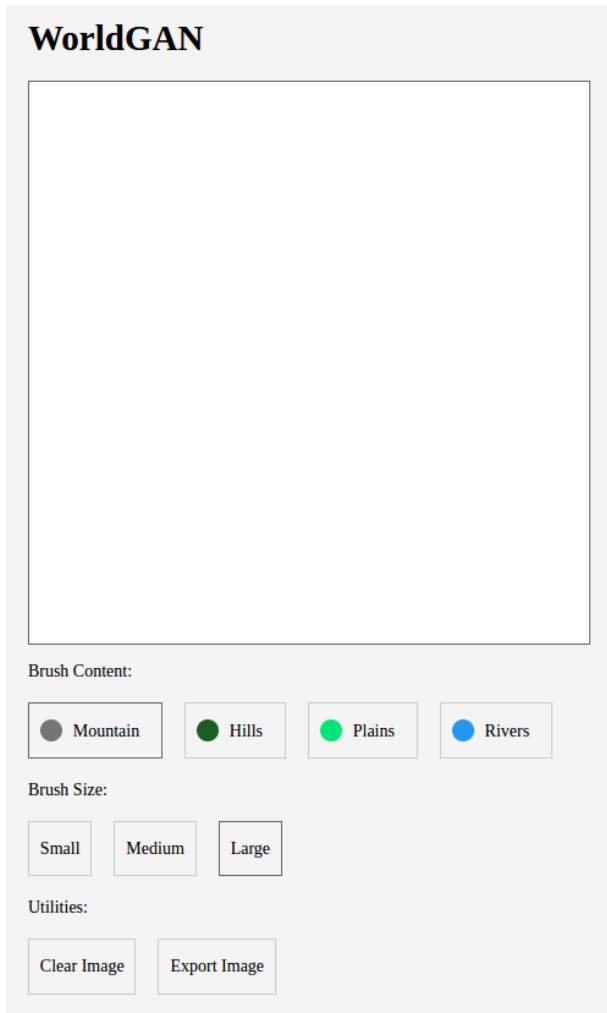 WorldGAN
Brush Content:
Mountain Hills Plains Rivers
Brush Size:
Small Medium Large
Utilities:
Clear Image Export Image